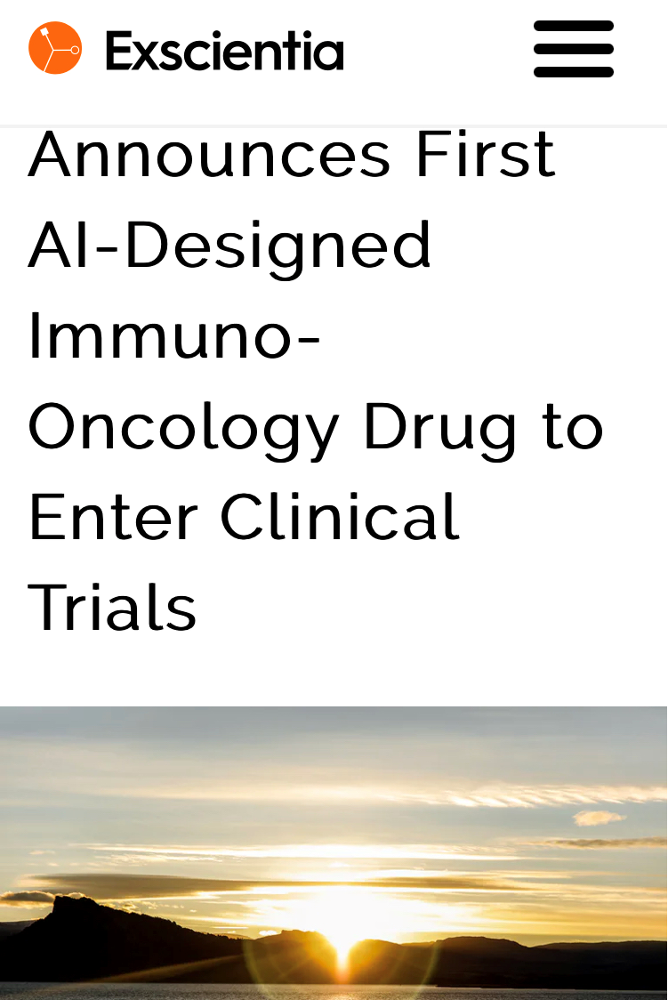 Exscientia
Announces First
AI-Designed
Immuno-
Oncology Drug to
Enter Clinical
Trials